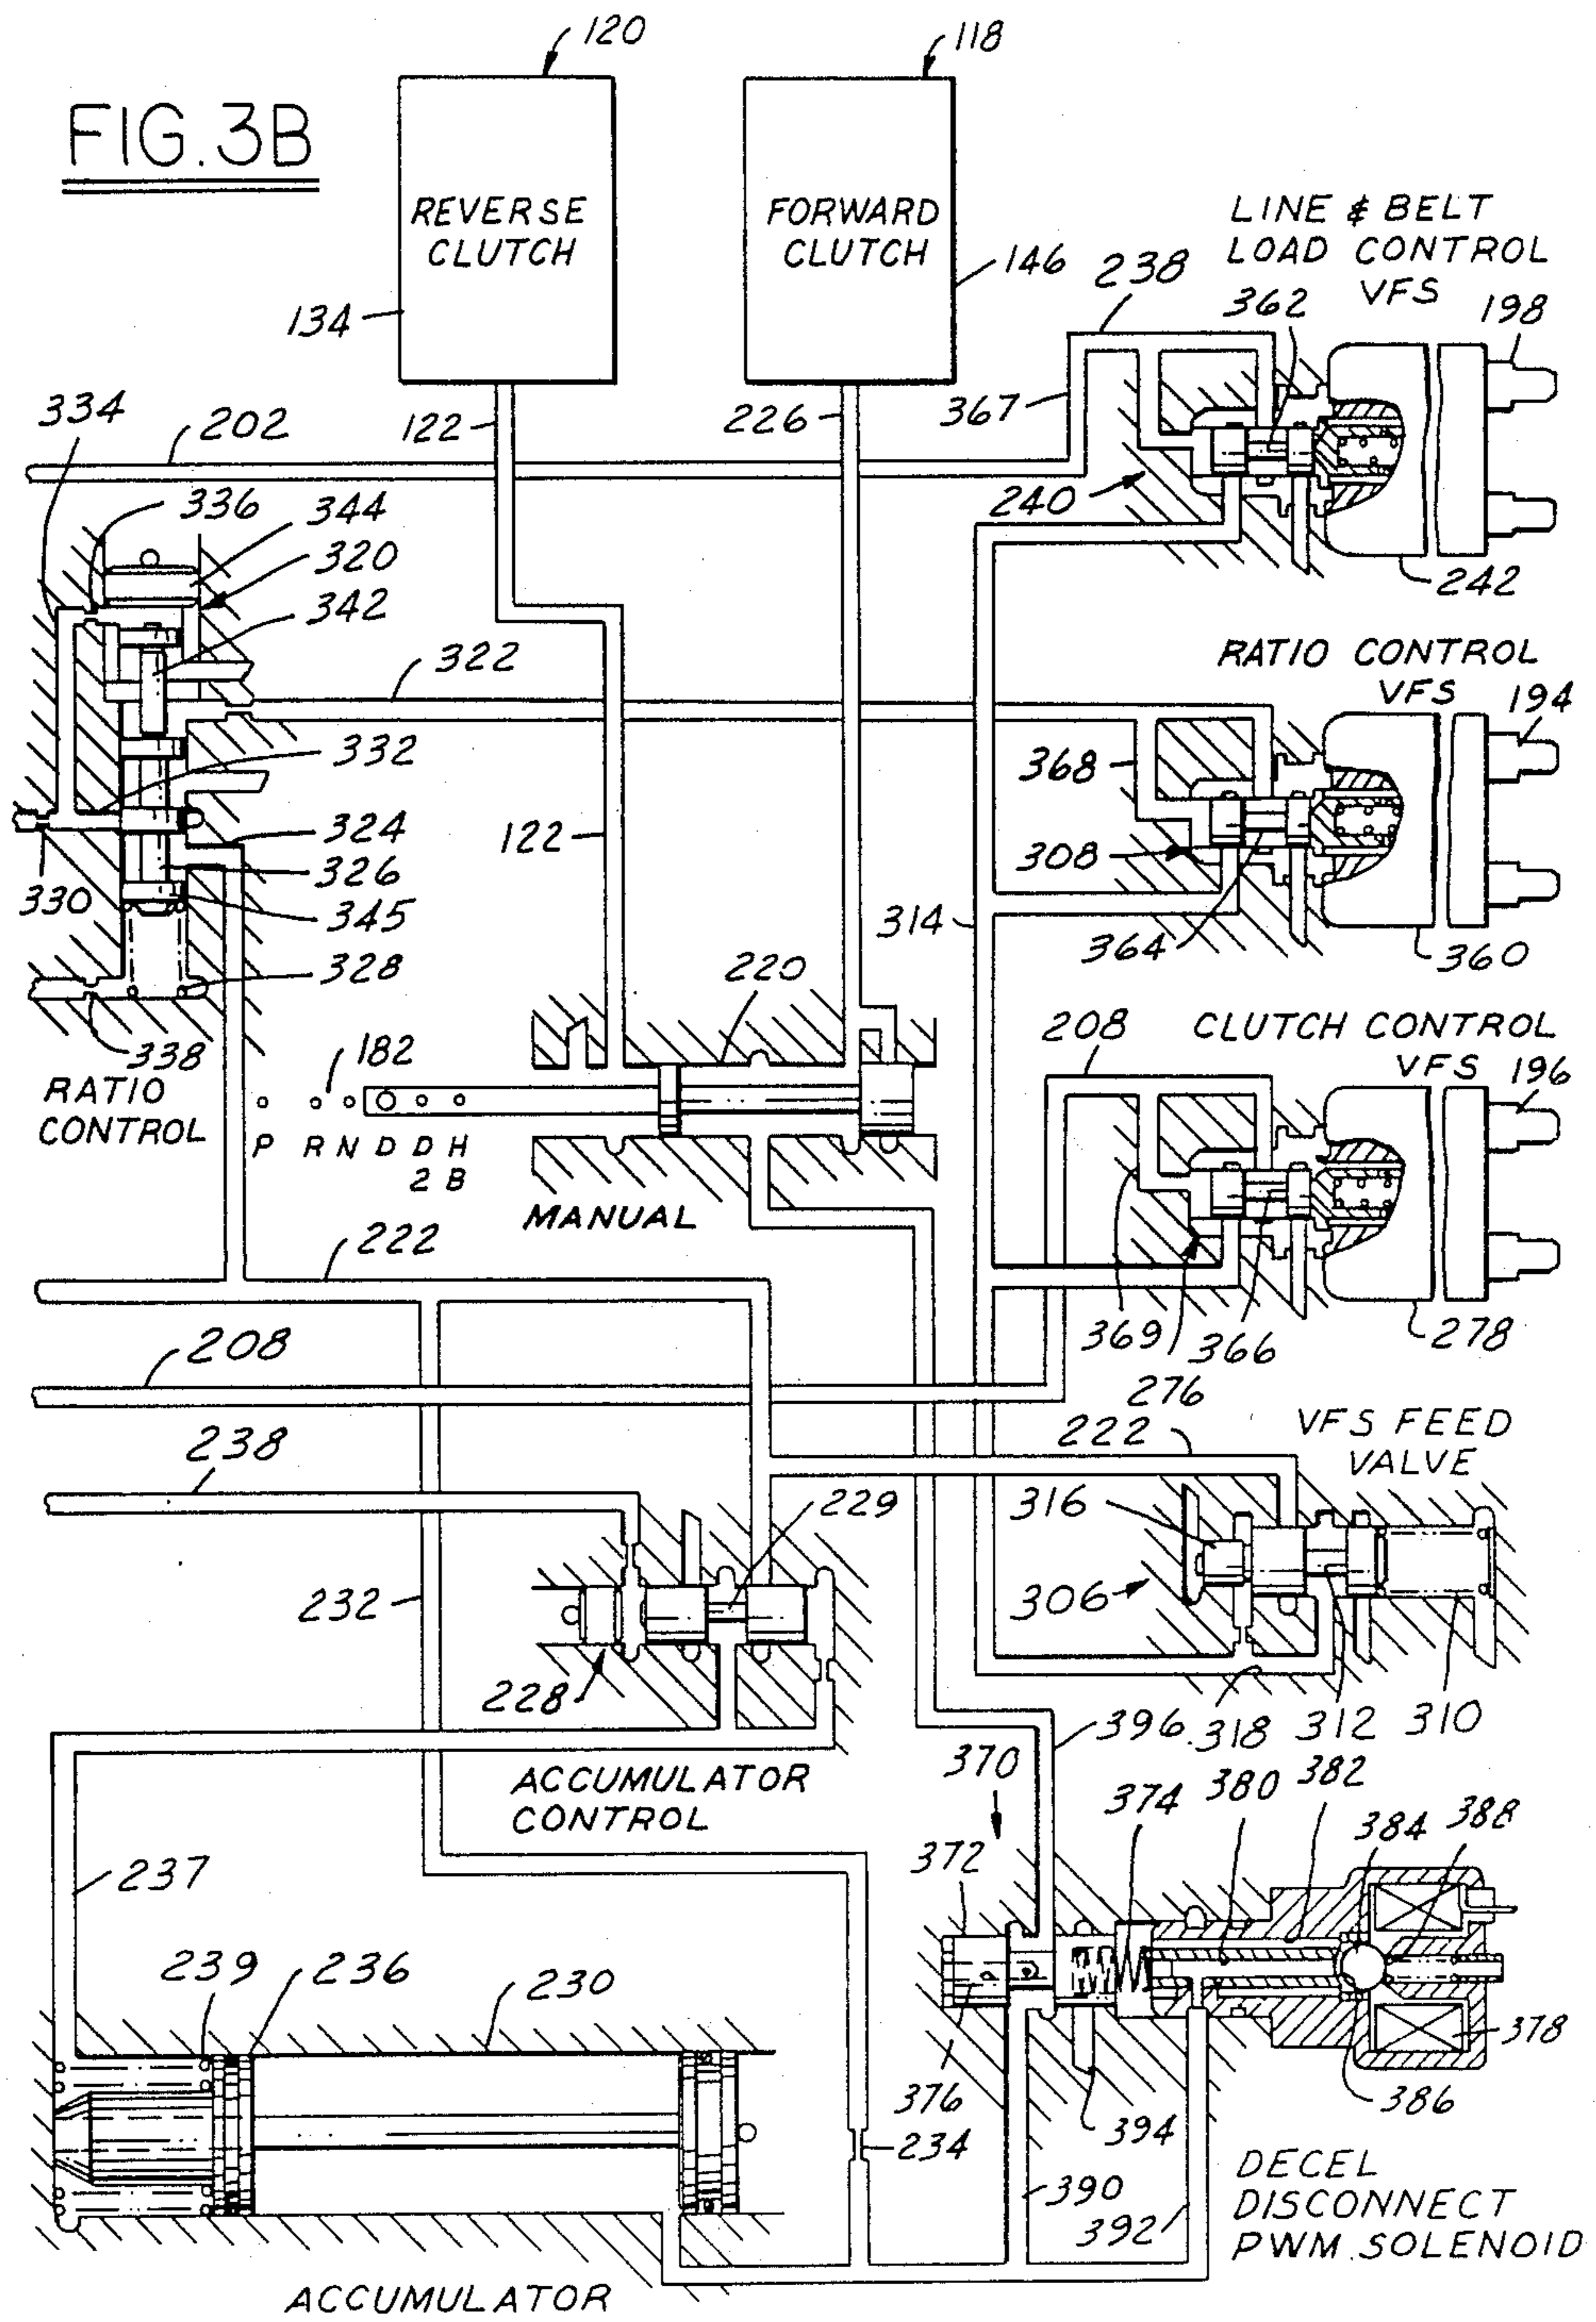 FIG. 3B
120
118
REVERSE
CLUTCH
FORWARD
CLUTCH
134
146
LINE & BELT
LOAD CONTROL
VFS
238
362
198
334
202
122
226
367
240
242
336
344
320
342
322
332
324
326
345
330
328
338
RATIO
CONTROL
RATIO CONTROL
VFS
194
368
308
364
360
122
314
220
182
P R N D D H
2 B
MANUAL
208
CLUTCH CONTROL
VFS
196
369
366
278
276
222
208
238
222
VFS FEED
VALVE
316
306
229
232
228
318
312
310
ACCUMULATOR
CONTROL
396
370
374
380
382
384
388
372
237
239
236
230
376
394
378
386
234
390
392
DECEL
DISCONNECT
PWM SOLENOID
ACCUMULATOR